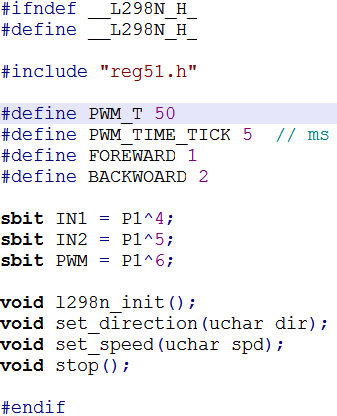 #ifndef __L298N_H_
#define __L298N_H_
#include "reg51.h"
#define PWM_T 50
#define PWM_TIME_TICK 5  // ms
#define FOREWARD 1
#define BACKWOARD 2
sbit IN1 = P1^4;
sbit IN2 = P1^5;
sbit PWM = P1^6;
void l298n_init();
void set_direction(uchar dir);
void set_speed(uchar spd);
void stop();
#endif